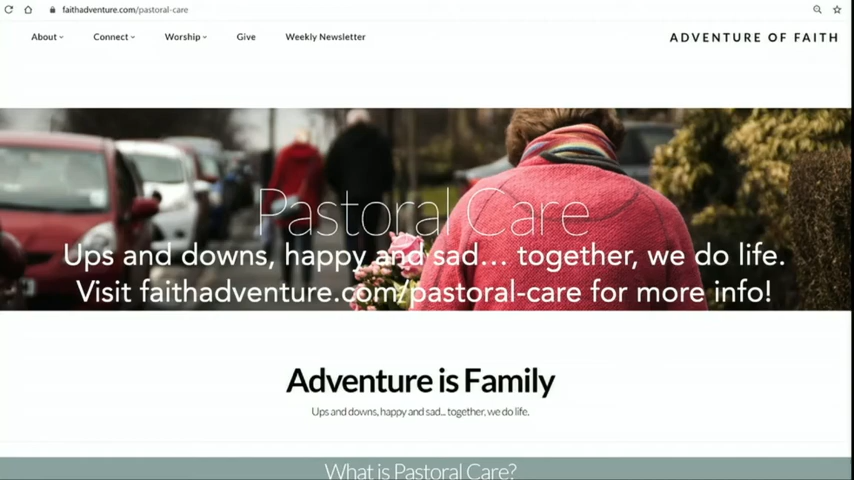 faithadventure.com/pastoral-care
About Connect Worship Give Weekly Newsletter ADVENTURE OF FAITH
Pastoral Care
Ups and downs, happy and sad... together, we do life.
Visit faithadventure.com/pastoral-care for more info!
Adventure is Family
Ups and downs, happy and sad... together, we do life.
What is Pastoral Care?